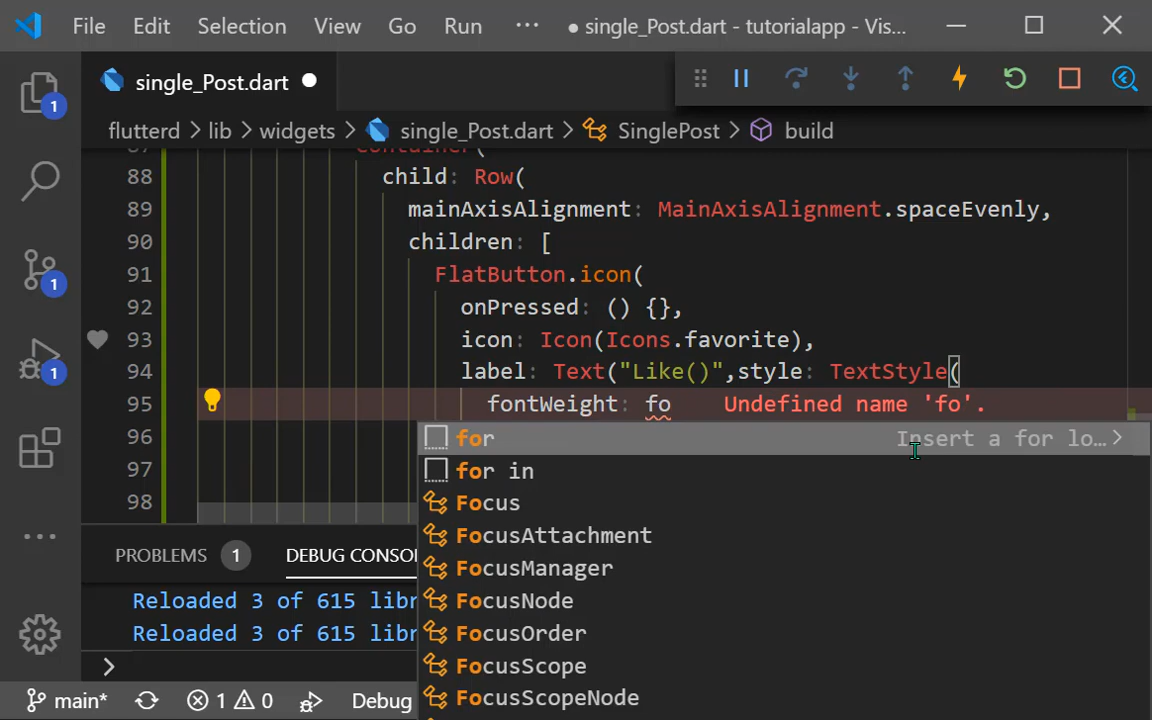 File Edit Selection View Go Run ··· ● single_Post.dart - tutorialapp - Vis...
single_Post.dart
flutterd > lib > widgets > single_Post.dart > SinglePost > build
1
Container(
88 child: Row(
89 mainAxisAlignment: MainAxisAlignment.spaceEvenly,
90 children: [
91 FlatButton.icon(
1
92 onPressed: () {},
93 icon: Icon(Icons.favorite),
1
94 label: Text("Like()",style: TextStyle(
95 fontWeight: fo Undefined name 'fo'.
96 for Insert a for lo... >
97 for in
98 Focus
FocusAttachment
PROBLEMS 1 DEBUG CONSO
FocusManager
Reloaded 3 of 615 libr FocusNode
Reloaded 3 of 615 libr FocusOrder
> FocusScope
main* 1 0 Debug FocusScopeNode